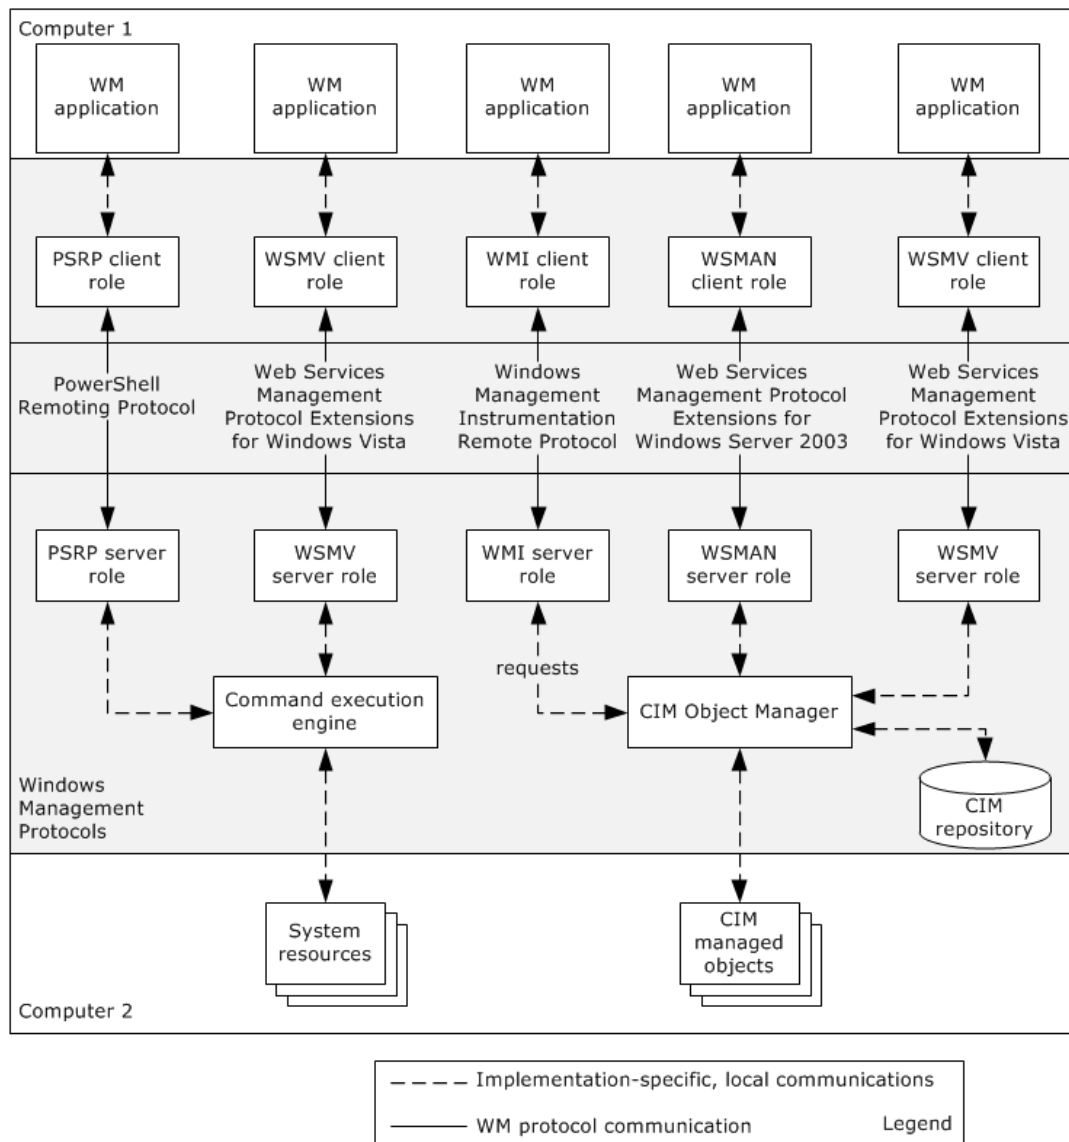 Computer 1
WM
application
WM
application
WM
application
WM
application
WM
application
PSRP client
role
WSMV client
role
WMI client
role
WSMAN
client role
WSMV client
role
PowerShell
Remoting Protocol
Web Services
Management
Protocol Extensions
for Windows Vista
Windows
Management
Instrumentation
Remote Protocol
Web Services
Management Protocol
Extensions for
Windows Server 2003
Web Services
Management
Protocol Extensions
for Windows Vista
PSRP server
role
WSMV
server role
WMI server
role
WSMAN
server role
WSMV
server role
requests
Command execution
engine
CIM Object Manager
Windows
Management
Protocols
CIM
repository
System
resources
CIM
managed
objects
Computer 2
Implementation-specific, local communications
WM protocol communication
Legend